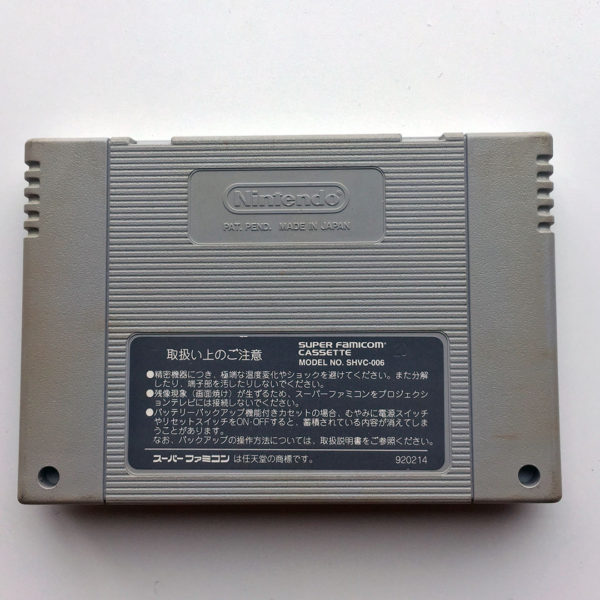 Nintendo
PAT. PEND. MADE IN JAPAN
取扱い上のご注意
SUPER FAMICOM
CASSETTE
MODEL NO. SHVC-006
●精密機器につき、極端な温度変化やショックを避けてください。また分解
したり、端子部を汚したりしないでください。
●残像現象（画面焼け）が生ずるため、スーパーファミコンをプロジェクショ
ンテレビには接続しないでください。
●バッテリーバックアップ機能付きカセットの場合、むやみに電源スイッチ
やリセットスイッチをON·OFFすると、蓄積されている内容が消えてしま
うことがあります。
なお、バックアップの操作方法については、取扱説明書をご参照ください。
スーパーファミコン は任天堂の商標です。
920214